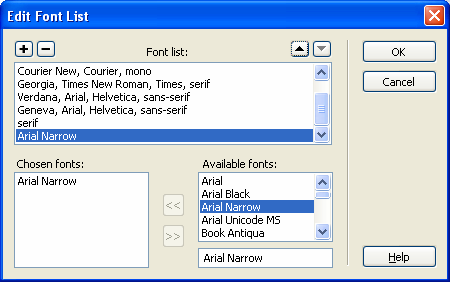 Edit Font List
Font list:
OK
Courier New, Courier, mono
Georgia, Times New Roman, Times, serif
Verdana, Arial, Helvetica, sans-serif
Geneva, Arial, Helvetica, sans-serif
serif
Arial Narrow
Cancel
Chosen fonts:
Arial Narrow
<<
>>
Available fonts:
Arial
Arial Black
Arial Narrow
Arial Unicode MS
Book Antiqua
Arial Narrow
Help